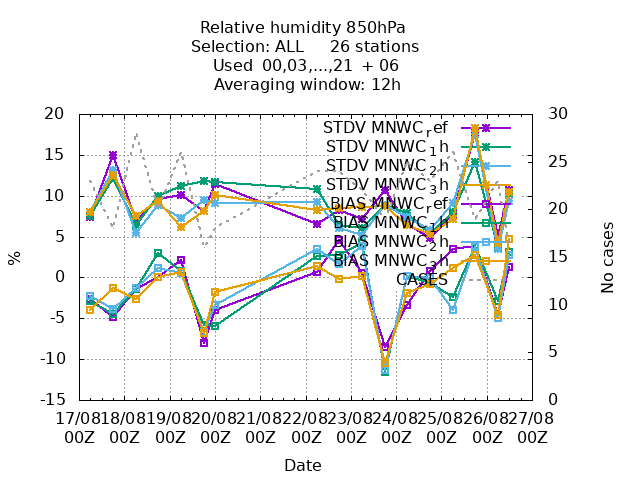 Relative humidity 850hPa
Selection: ALL     26 stations
Used  00,03,...,21  + 06
Averaging window: 12h
20
15
10
5
0
-5
-10
-15
%
30
25
20
15
10
5
0
No cases
STDV MNWC_ref
STDV MNWC_1h
STDV MNWC_2h
STDV MNWC_3h
BIAS MNWC_ref
BIAS MNWC_1h
BIAS MNWC_2h
BIAS MNWC_3h
CASES
17/08 18/08 19/08 20/08 21/08 22/08 23/08 24/08 25/08 26/08 27/08
00Z 00Z 00Z 00Z 00Z 00Z 00Z 00Z 00Z 00Z 00Z
Date